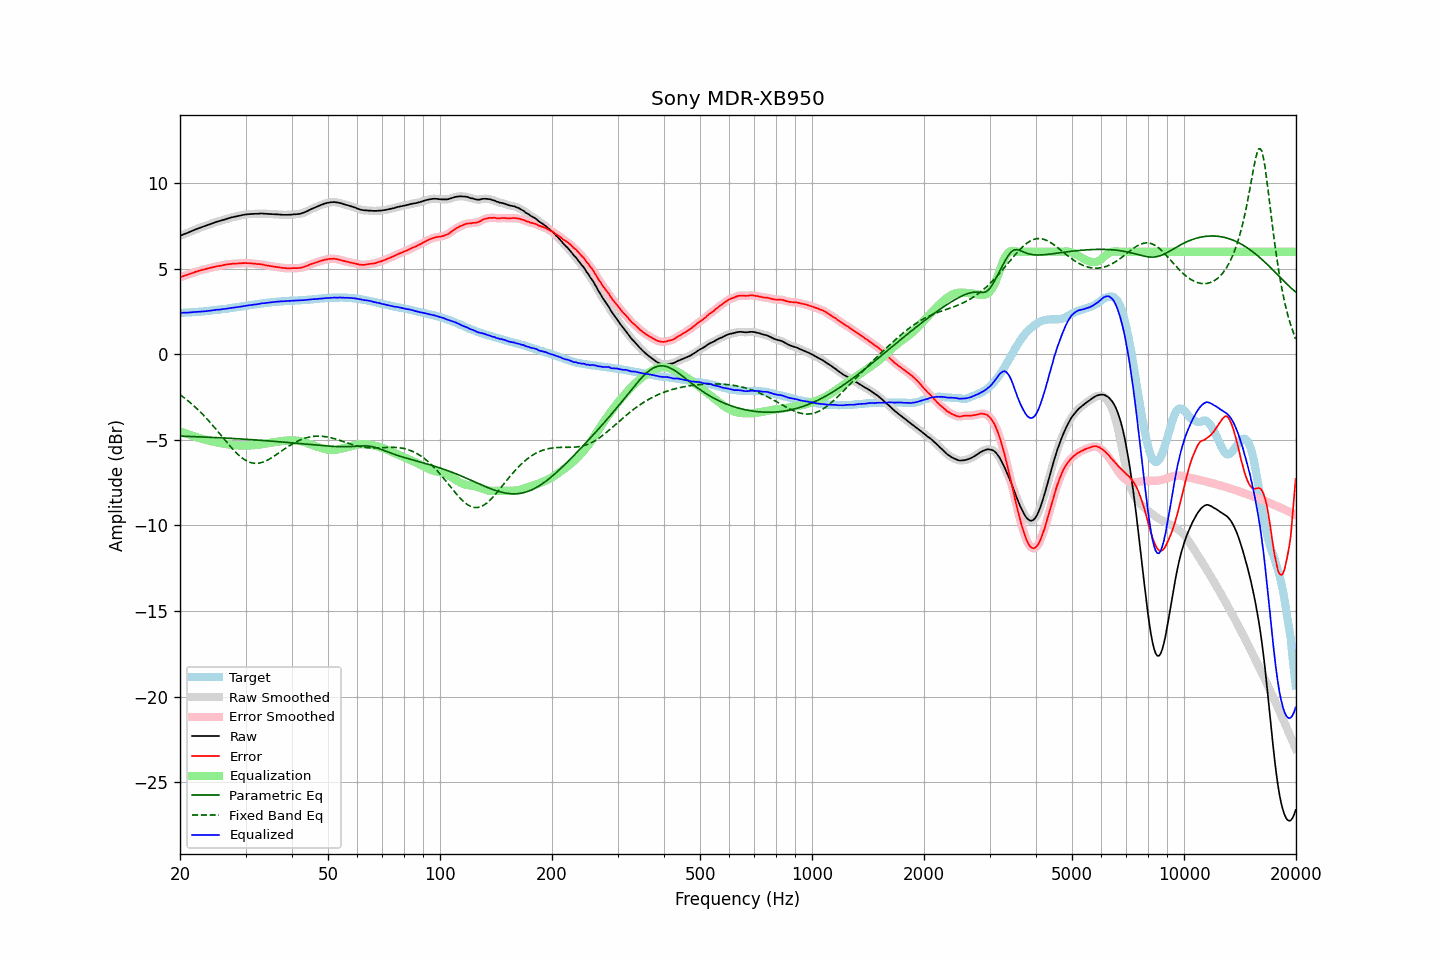 Sony MDR-XB950
Amplitude (dBr)
10
5
0
−5
−10
−15
−20
−25
Target
Raw Smoothed
Error Smoothed
Raw
Error
Equalization
Parametric Eq
Fixed Band Eq
Equalized
20 50 100 200 500 1000 2000 5000 10000 20000
Frequency (Hz)